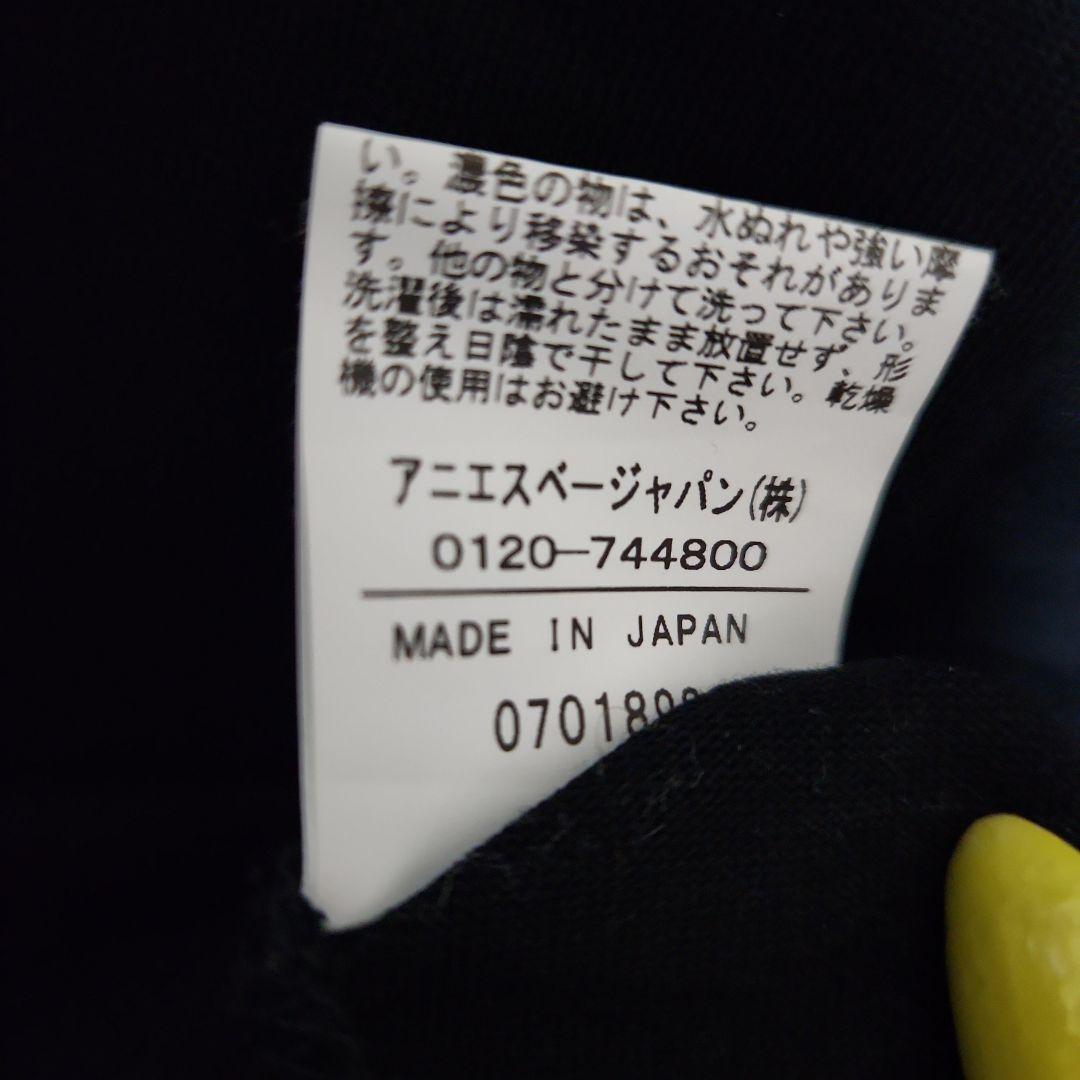 い。濃色の物は、水ぬれや強い摩
擦により移染するおそれがありま
す。他の物と分けて洗って下さい。
洗濯後は濡れたまま放置せず、形
を整え日陰で干して下さい。乾燥
機の使用はお避け下さい。
アニエスベージャパン(株)
0120-744800
MADE IN JAPAN